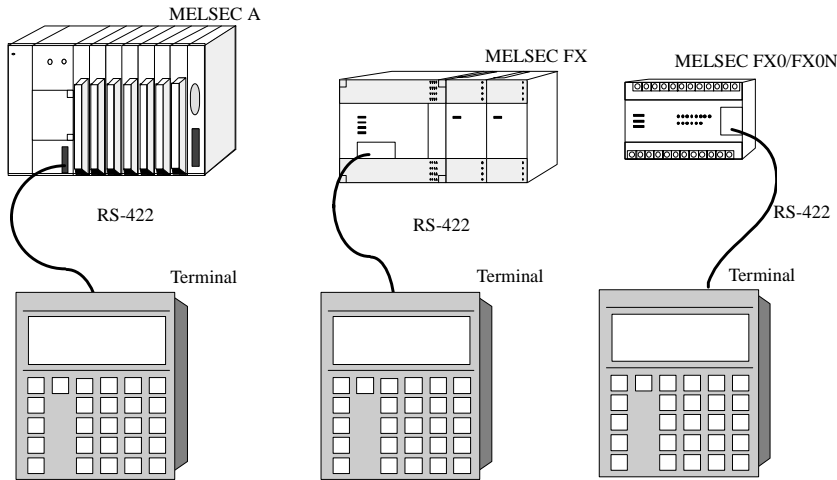 MELSEC A
MELSEC FX
MELSEC FX0/FX0N
RS-422
RS-422
RS-422
Terminal
Terminal
Terminal